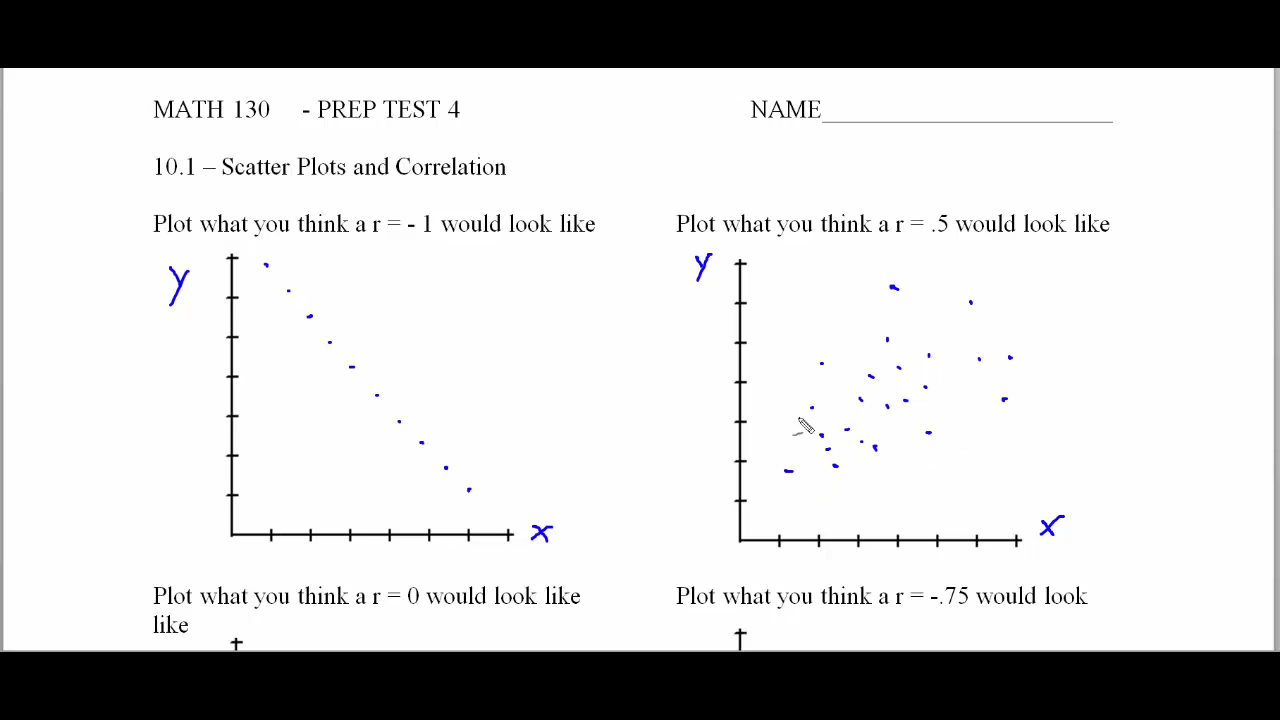 MATH 130 - PREP TEST 4 NAME
10.1 – Scatter Plots and Correlation
Plot what you think a r = - 1 would look like
y
x
Plot what you think a r = .5 would look like
y
x
Plot what you think a r = 0 would look like
like
Plot what you think a r = -.75 would look